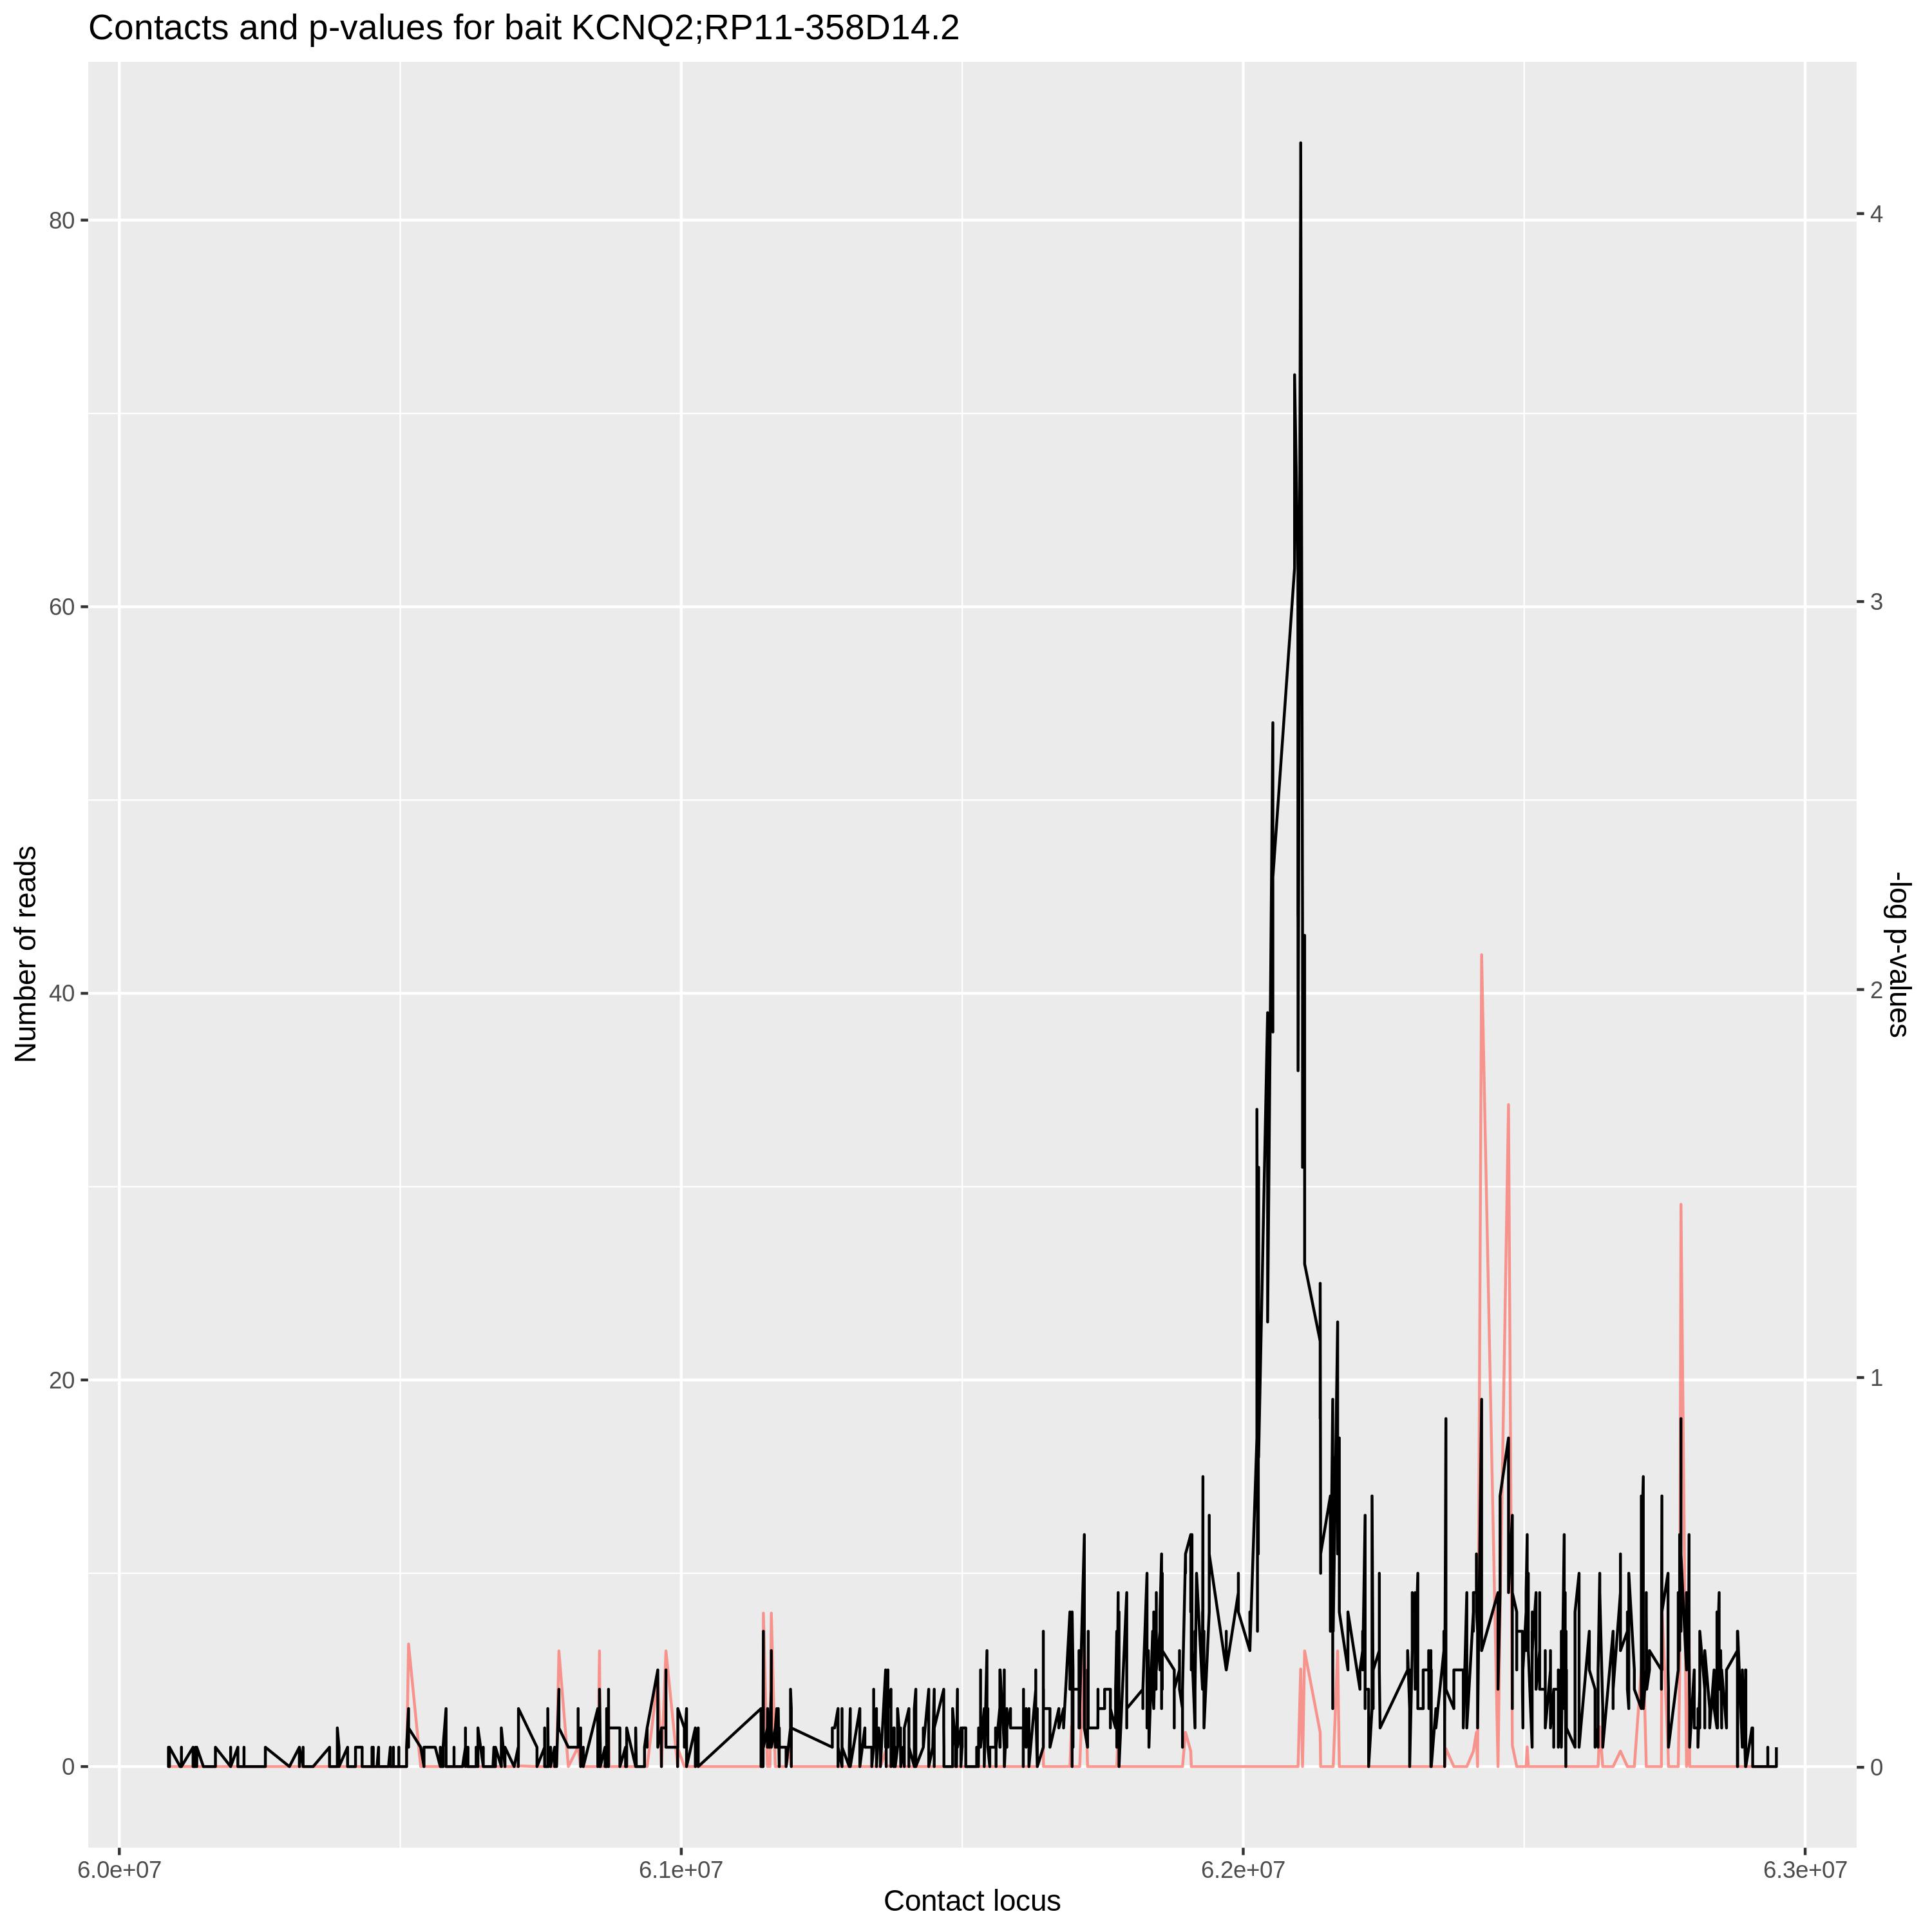 Contacts and p-values for bait KCNQ2;RP11-358D14.2
80
60
40
20
0
Number of reads
4
3
2
1
0
-log p-values
6.0e+07
6.1e+07
6.2e+07
6.3e+07
Contact locus